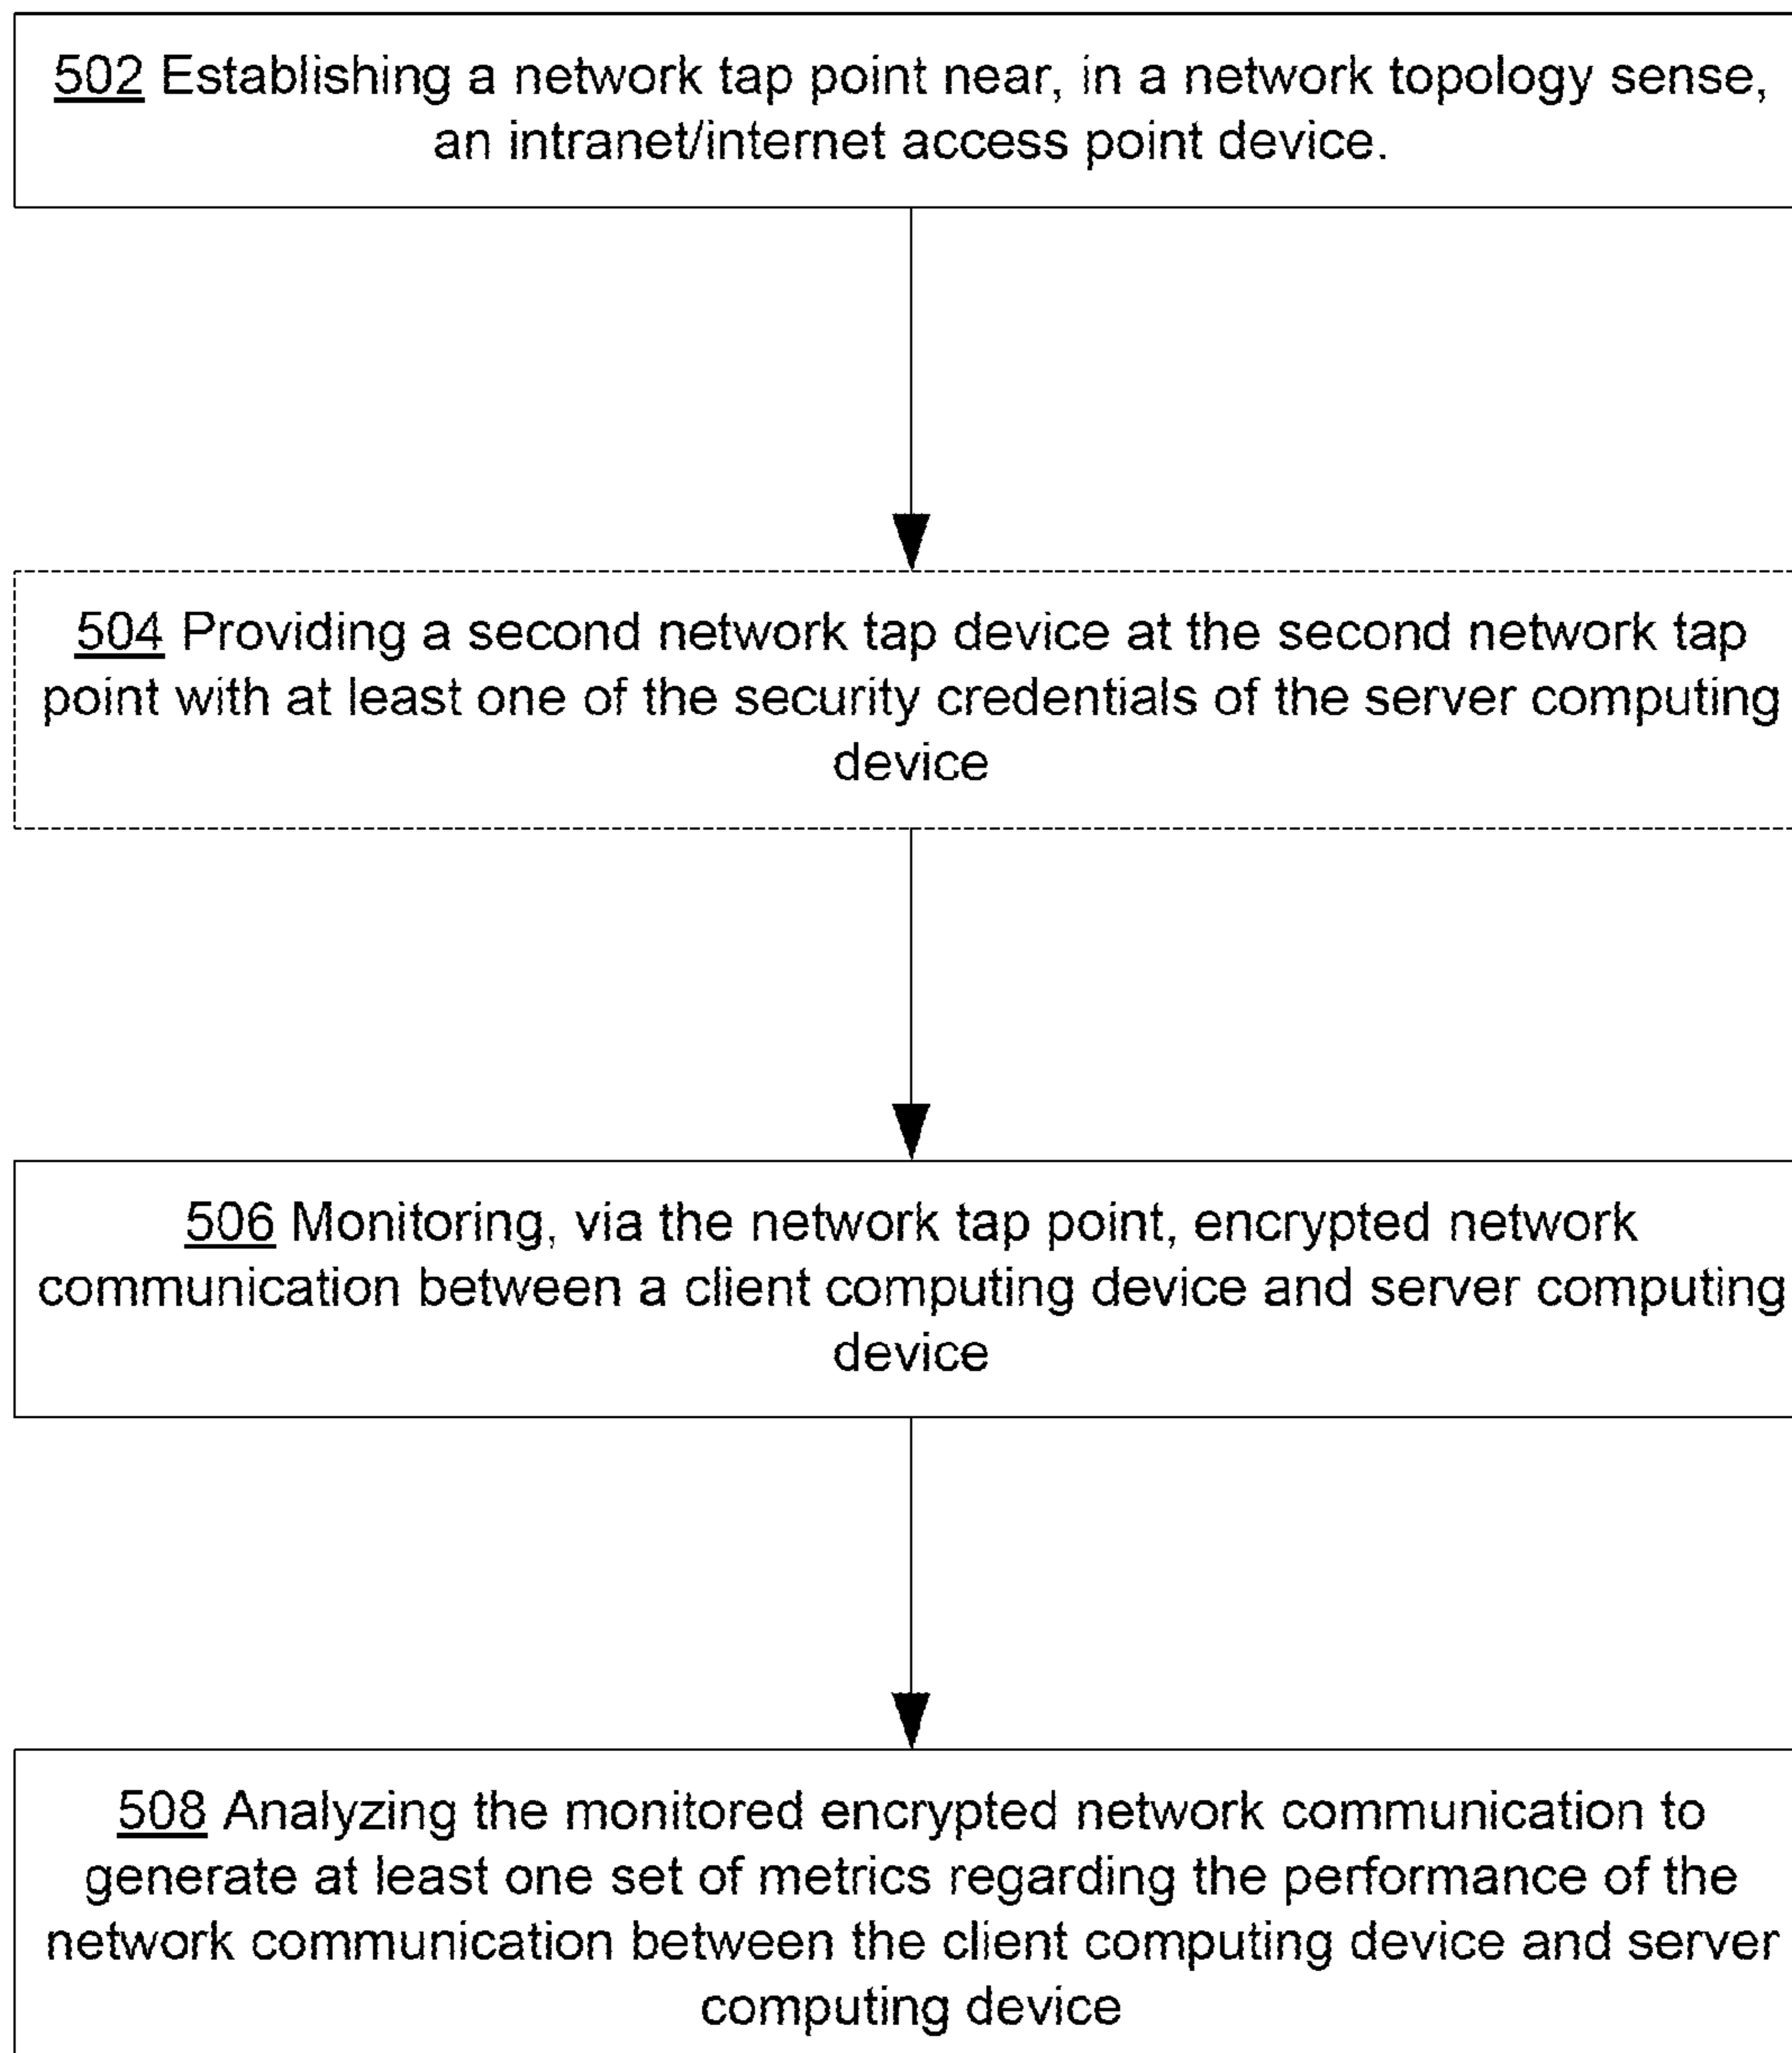 502 Establishing a network tap point near, in a network topology sense,
an intranet/internet access point device.
504 Providing a second network tap device at the second network tap
point with at least one of the security credentials of the server computing
device
506 Monitoring, via the network tap point, encrypted network
communication between a client computing device and server computing
device
508 Analyzing the monitored encrypted network communication to
generate at least one set of metrics regarding the performance of the
network communication between the client computing device and server
computing device